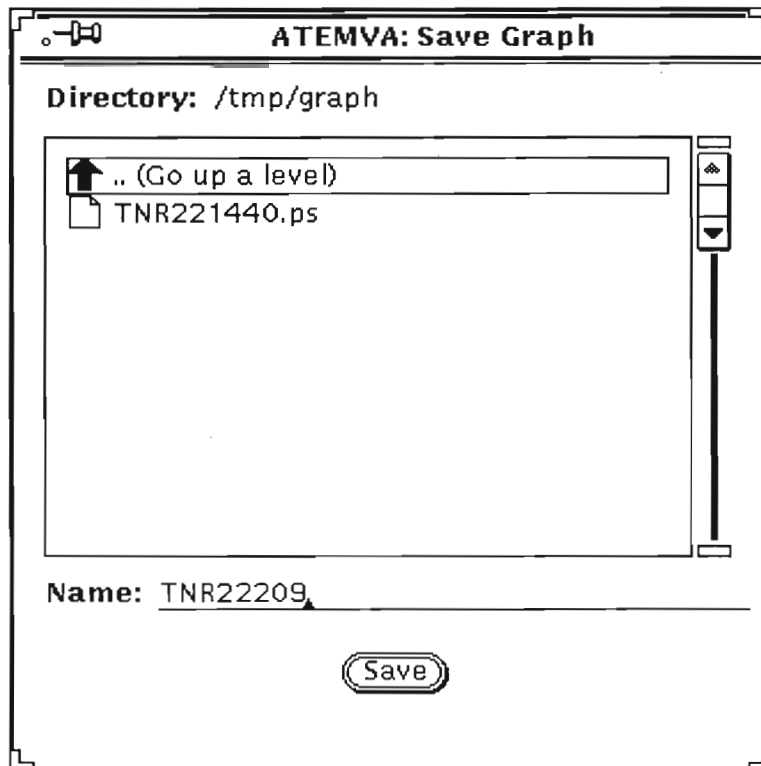 ATEMVA: Save Graph
Directory: /tmp/graph
.. (Go up a level)
TNR221440.ps
Name: TNR22209
Save